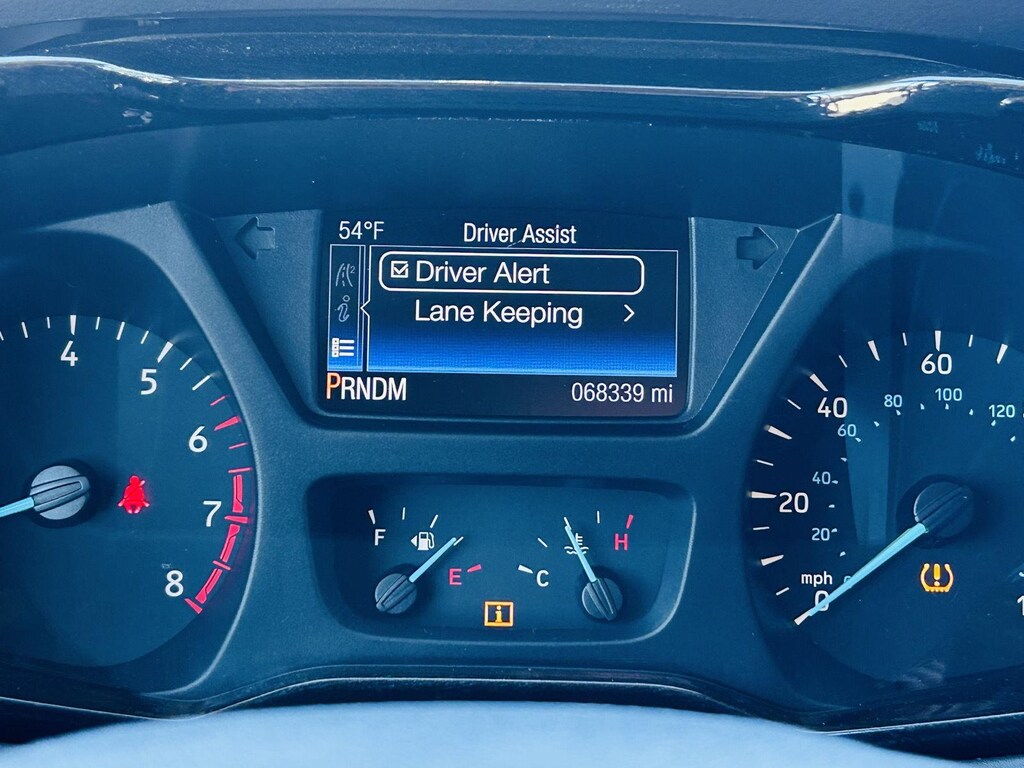 54°F
Driver Assist
Driver Alert
Lane Keeping
PRNDM
068339 mi
4
5
6
7
8
F
E
C
H
i
mph
0
20
40
60
20
40
60
80
100
120